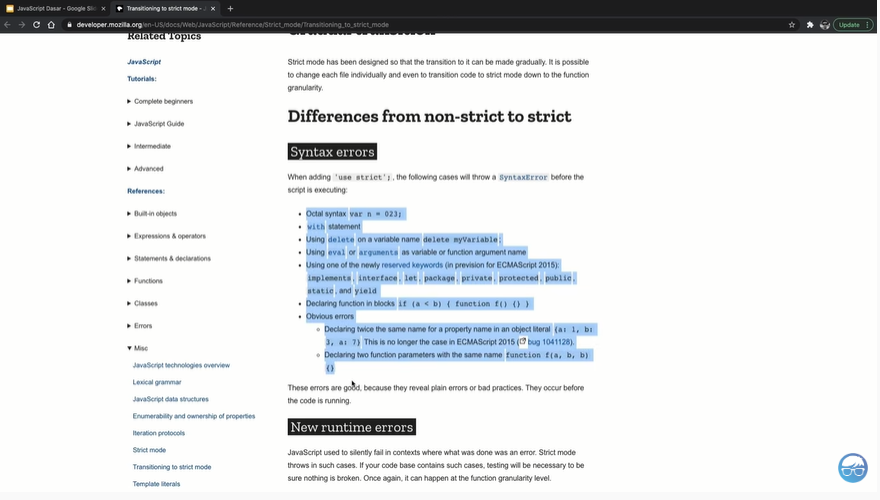 JavaScript Dasar - Google Slid
Transitioning to strict mode - J
Update
developer.mozilla.org/en-US/docs/Web/JavaScript/Reference/Strict_mode/Transitioning_to_strict_mode
Related Topics
JavaScript
Tutorials:
Complete beginners
JavaScript Guide
Intermediate
Advanced
References:
Built-in objects
Expressions & operators
Statements & declarations
Functions
Classes
Errors
Misc
JavaScript technologies overview
Lexical grammar
JavaScript data structures
Enumerability and ownership of properties
Iteration protocols
Strict mode
Transitioning to strict mode
Template literals
Strict mode has been designed so that the transition to it can be made gradually. It is possible
to change each file individually and even to transition code to strict mode down to the function
granularity.
Differences from non-strict to strict
Syntax errors
When adding 'use strict';, the following cases will throw a SyntaxError before the
script is executing:
Octal syntax var n = 023;
with statement
Using delete on a variable name delete myVariable;
Using eval or arguments as variable or function argument name
Using one of the newly reserved keywords (in prevision for ECMAScript 2015):
implements, interface, let, package, private, protected, public,
static, and yield
Declaring function in blocks if (a < b) { function f() {} }
Obvious errors
Declaring twice the same name for a property name in an object literal {a: 1, b:
3, a: 7} This is no longer the case in ECMAScript 2015 (bug 1041128).
Declaring two function parameters with the same name function f(a, b, b)
{}
These errors are good, because they reveal plain errors or bad practices. They occur before
the code is running.
New runtime errors
JavaScript used to silently fail in contexts where what was done was an error. Strict mode
throws in such cases. If your code base contains such cases, testing will be necessary to be
sure nothing is broken. Once again, it can happen at the function granularity level.